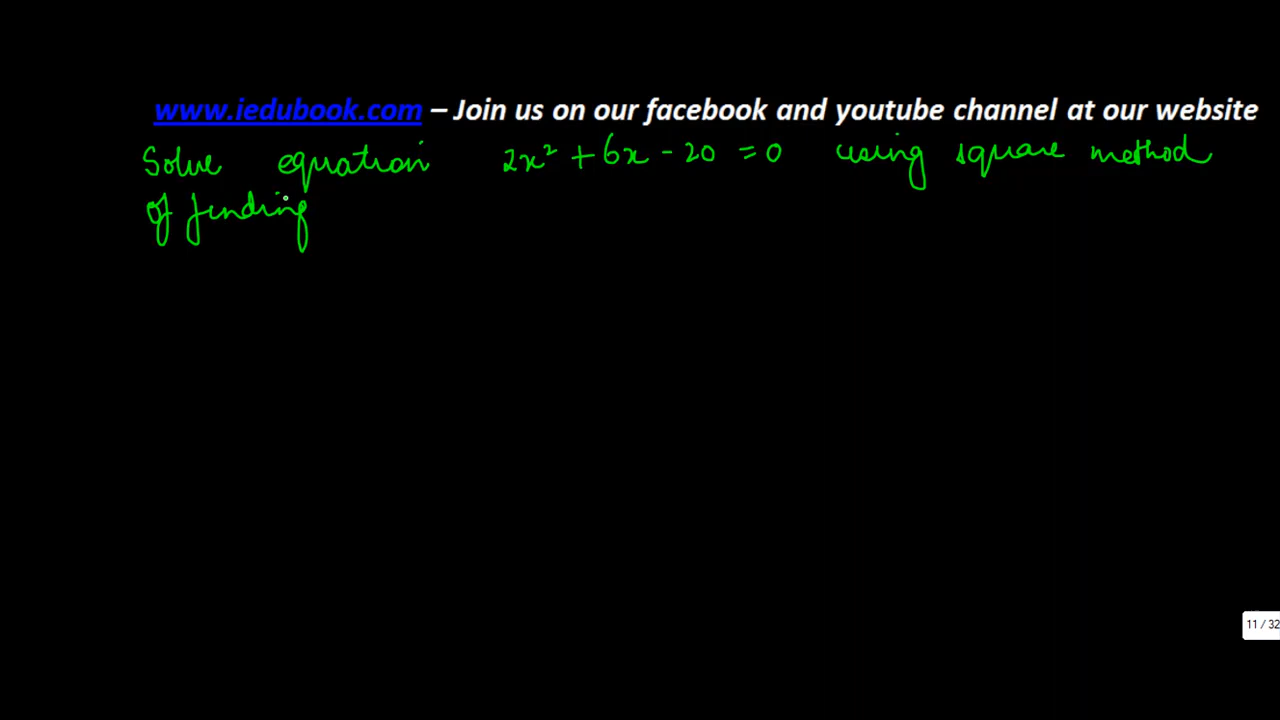 www.iedubook.com – Join us on our facebook and youtube channel at our website
Solve equation 2x² + 6x - 20 = 0 using square method
of finding
11 / 32